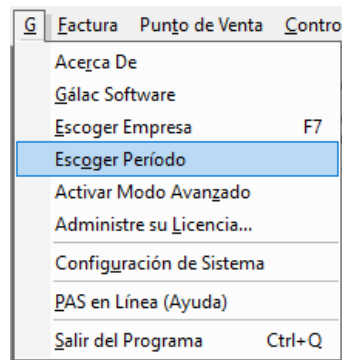 G Factura Punto de Venta Contro
Acerca De
Gálac Software
Escoger Empresa F7
Escoger Período
Activar Modo Avanzado
Administre su Licencia...
Configuración de Sistema
PAS en Línea (Ayuda)
Salir del Programa Ctrl+Q